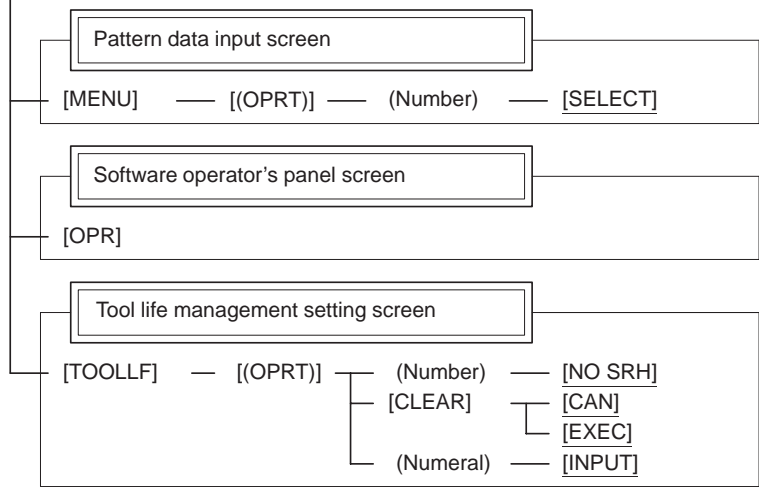 Pattern data input screen
[MENU] [(OPRT)] (Number) [SELECT]
Software operator's panel screen
[OPR]
Tool life management setting screen
[TOOLLF] [(OPRT)] (Number) [NO SRH]
[CLEAR] [CAN]
[EXEC]
(Numeral) [INPUT]